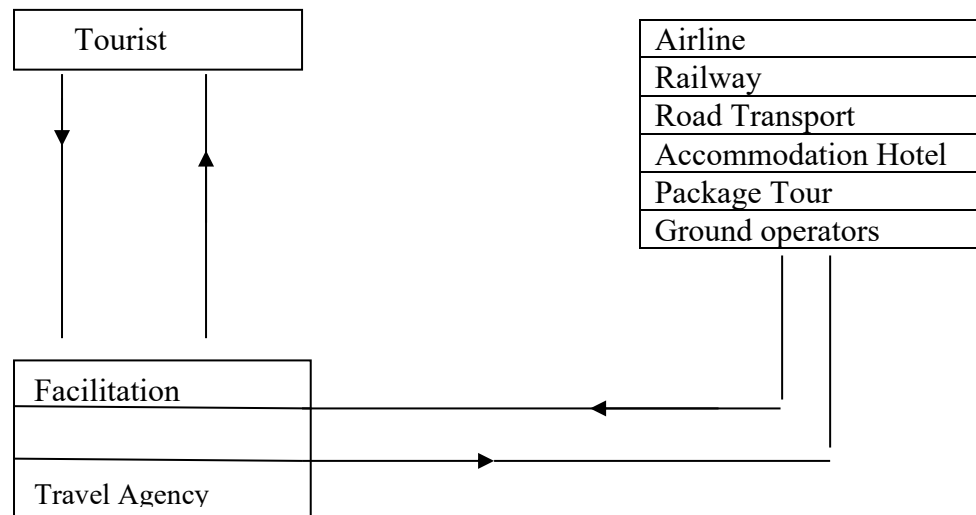 Tourist
Airline
Railway
Road Transport
Accommodation Hotel
Package Tour
Ground operators
Facilitation
Travel Agency